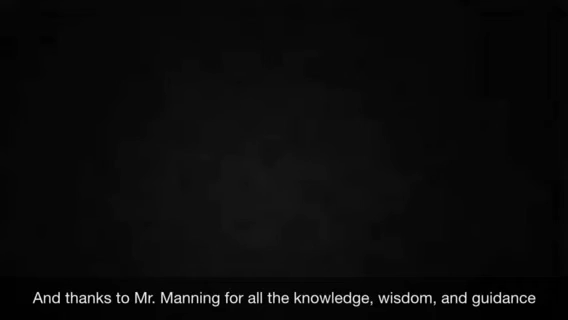 And thanks to Mr. Manning for all the knowledge, wisdom, and guidance